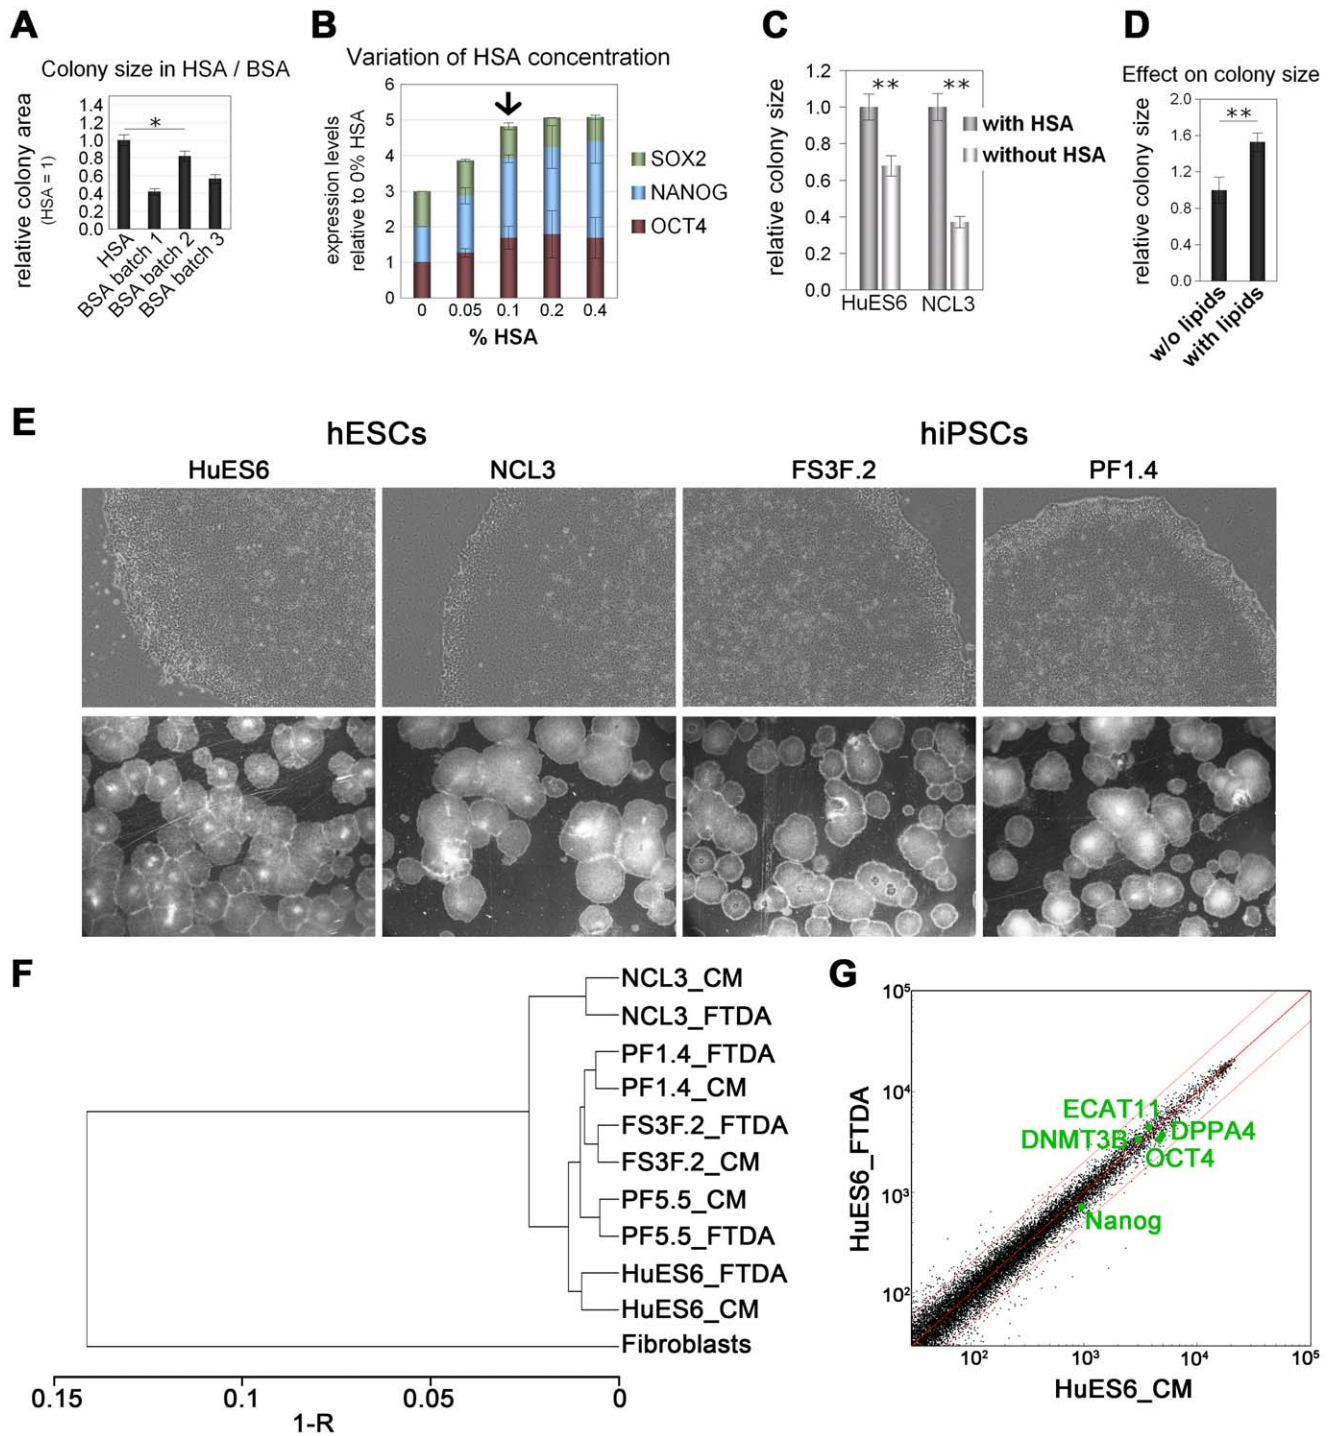 A
Colony size in HSA / BSA
relative colony area
(HSA = 1)
1.4
1.2
1.0
0.8
0.6
0.4
0.2
0.0
*
HSA
BSA batch 1
BSA batch 2
BSA batch 3
B
Variation of HSA concentration
expression levels
relative to 0% HSA
6
5
4
3
2
1
0
0 0.05 0.1 0.2 0.4
% HSA
SOX2
NANOG
OCT4
C
relative colony size
1.2
1.0
0.8
0.6
0.4
0.2
0.0
** **
with HSA
without HSA
HuES6 NCL3
D
Effect on colony size
relative colony size
2.0
1.6
1.2
0.4
0.0
**
w/o lipids
with lipids
E
hESCs hiPSCs
HuES6 NCL3 FS3F.2 PF1.4
F
NCL3_CM
NCL3_FTDA
PF1.4_FTDA
PF1.4_CM
FS3F.2_FTDA
FS3F.2_CM
PF5.5_CM
PF5.5_FTDA
HuES6_FTDA
HuES6_CM
Fibroblasts
0.15 0.1 0.05 0
1-R
G
HuES6_FTDA
10⁵
10⁴
10³
10²
ECAT11
DNMT3B
DPPA4
OCT4
Nanog
10² 10³ 10⁴ 10⁵
HuES6_CM